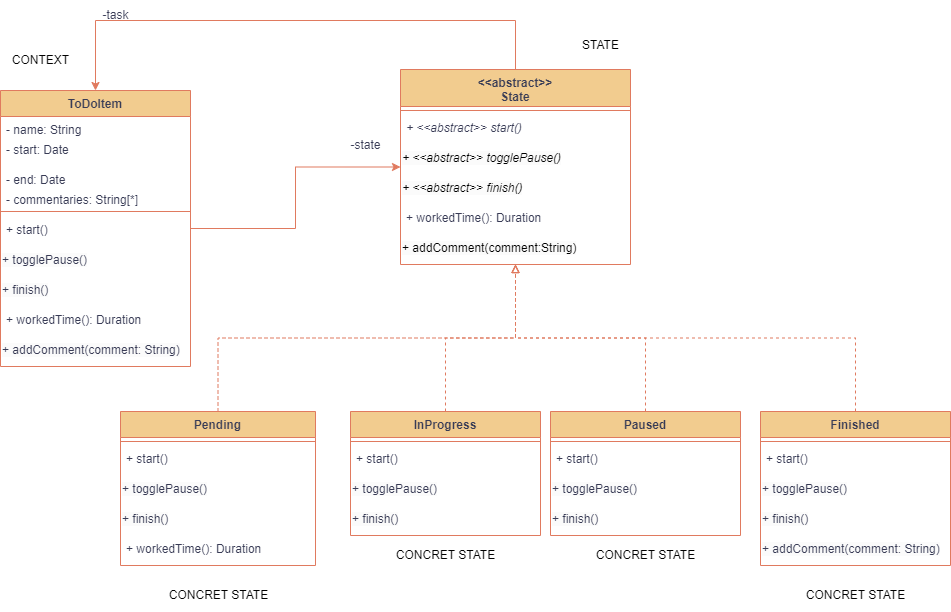 -task
CONTEXT
STATE
ToDoItem
- name: String
- start: Date
- end: Date
- commentaries: String[*]
+ start()
+ togglePause()
+ finish()
+ workedTime(): Duration
+ addComment(comment: String)
-state
<<abstract>>
State
+ <<abstract>> start()
+ <<abstract>> togglePause()
+ <<abstract>> finish()
+ workedTime(): Duration
+ addComment(comment:String)
Pending
+ start()
+ togglePause()
+ finish()
+ workedTime(): Duration
CONCRET STATE
InProgress
+ start()
+ togglePause()
+ finish()
CONCRET STATE
Paused
+ start()
+ togglePause()
+ finish()
CONCRET STATE
Finished
+ start()
+ togglePause()
+ finish()
+ addComment(comment: String)
CONCRET STATE